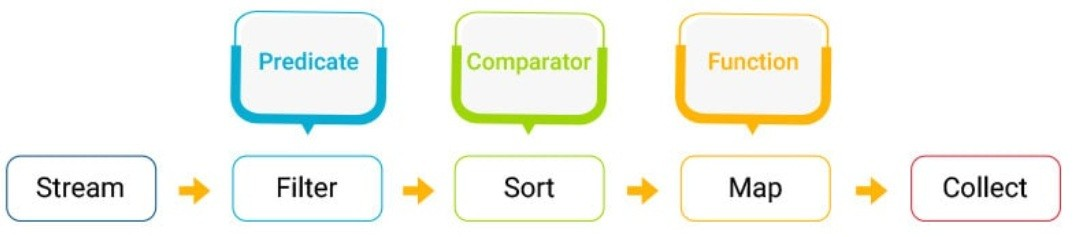 Predicate
Comparator
Function
Stream
Filter
Sort
Map
Collect